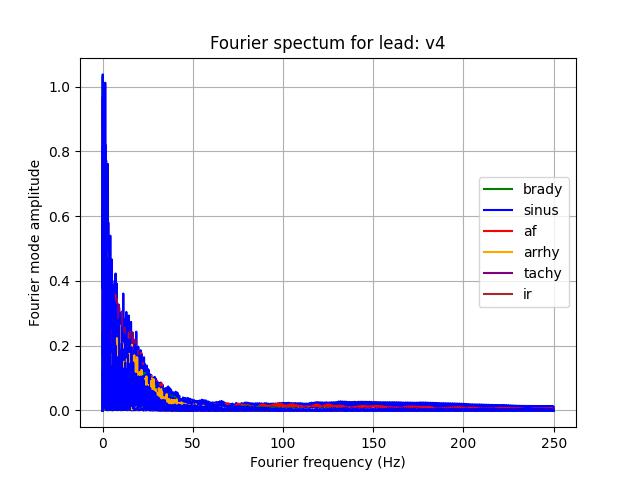 Fourier spectum for lead: v4
Fourier mode amplitude
1.0
0.8
0.6
0.4
0.2
0.0
brady
sinus
af
arrhy
tachy
ir
0 50 100 150 200 250
Fourier frequency (Hz)